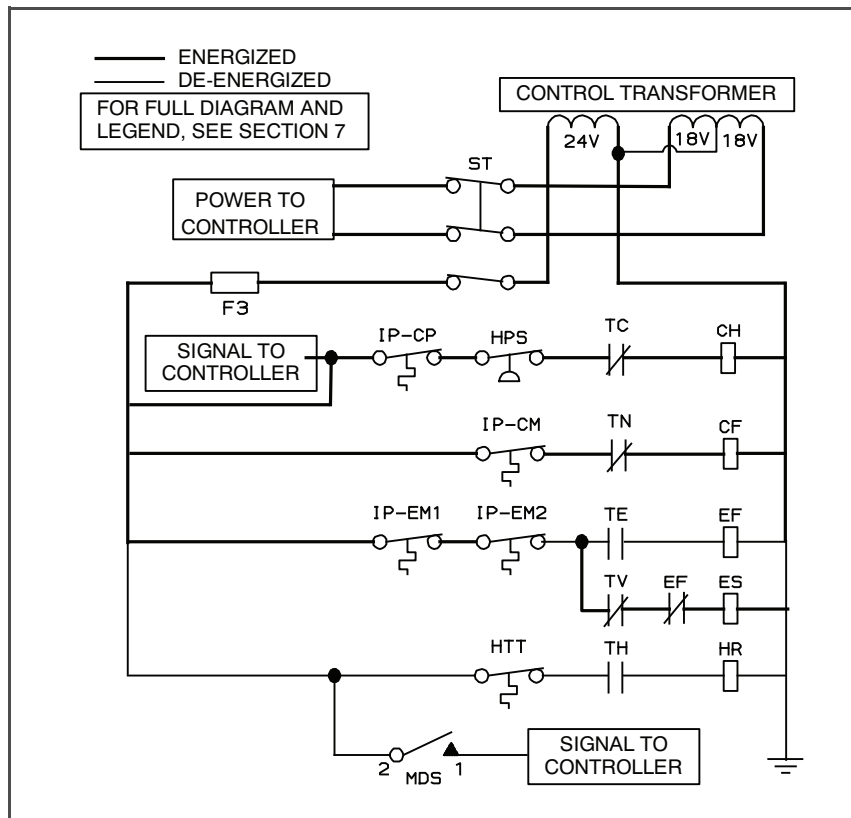 ENERGIZED
DE-ENERGIZED
FOR FULL DIAGRAM AND
LEGEND, SEE SECTION 7
CONTROL TRANSFORMER
24V
18V
18V
ST
POWER TO
CONTROLLER
F3
SIGNAL TO
CONTROLLER
IP-CP
HPS
TC
CH
IP-CM
TN
CF
IP-EM1
IP-EM2
TE
EF
TV
EF
ES
HTT
TH
HR
2
MDS
1
SIGNAL TO
CONTROLLER